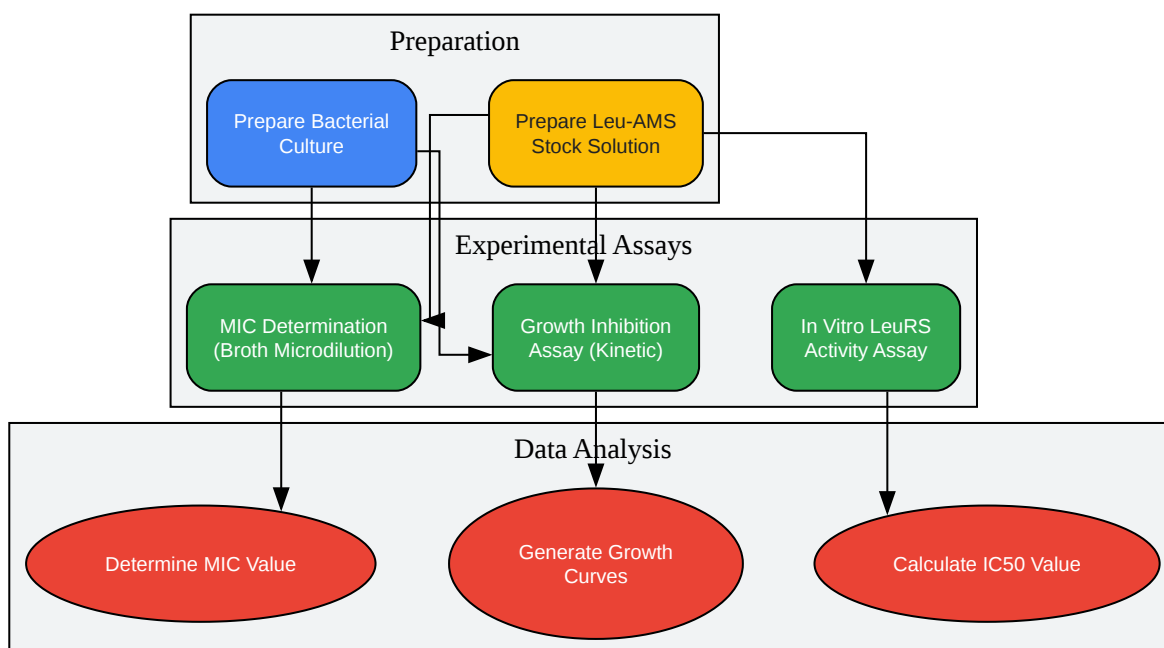 Preparation
Prepare Bacterial
Culture
Prepare Leu-AMS
Stock Solution
Experimental Assays
MIC Determination
(Broth Microdilution)
Growth Inhibition
Assay (Kinetic)
In Vitro LeuRS
Activity Assay
Data Analysis
Determine MIC Value
Generate Growth
Curves
Calculate IC50 Value